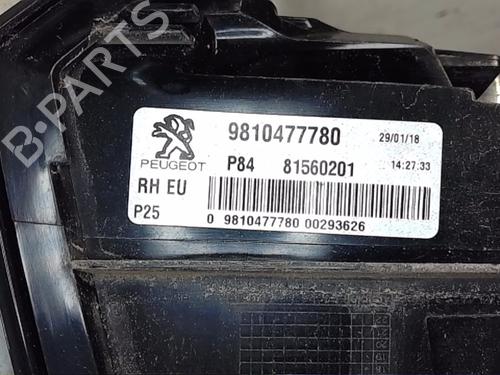 B-PARTS
PEUGEOT
9810477780 29/01/18
P84 81560201 14:27:33
RH EU
P25
0 9810477780 00293626